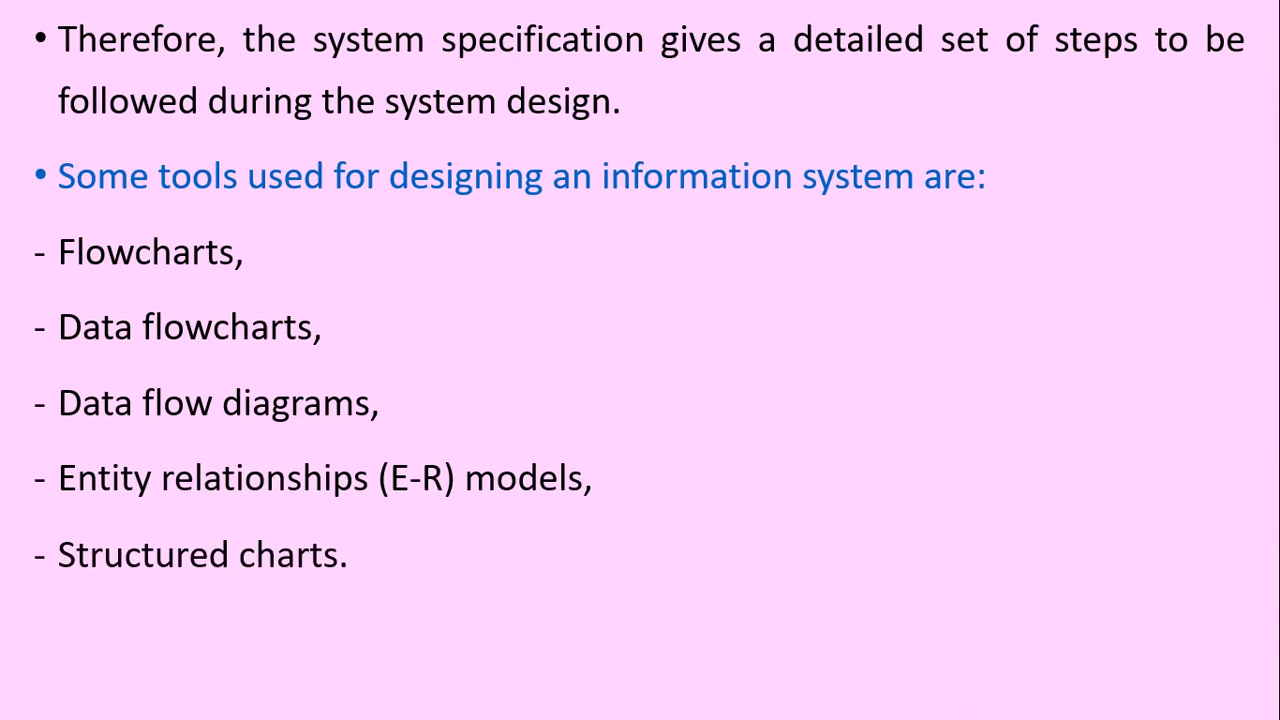 • Therefore, the system specification gives a detailed set of steps to be
followed during the system design.
• Some tools used for designing an information system are:
- Flowcharts,
- Data flowcharts,
- Data flow diagrams,
- Entity relationships (E-R) models,
- Structured charts.